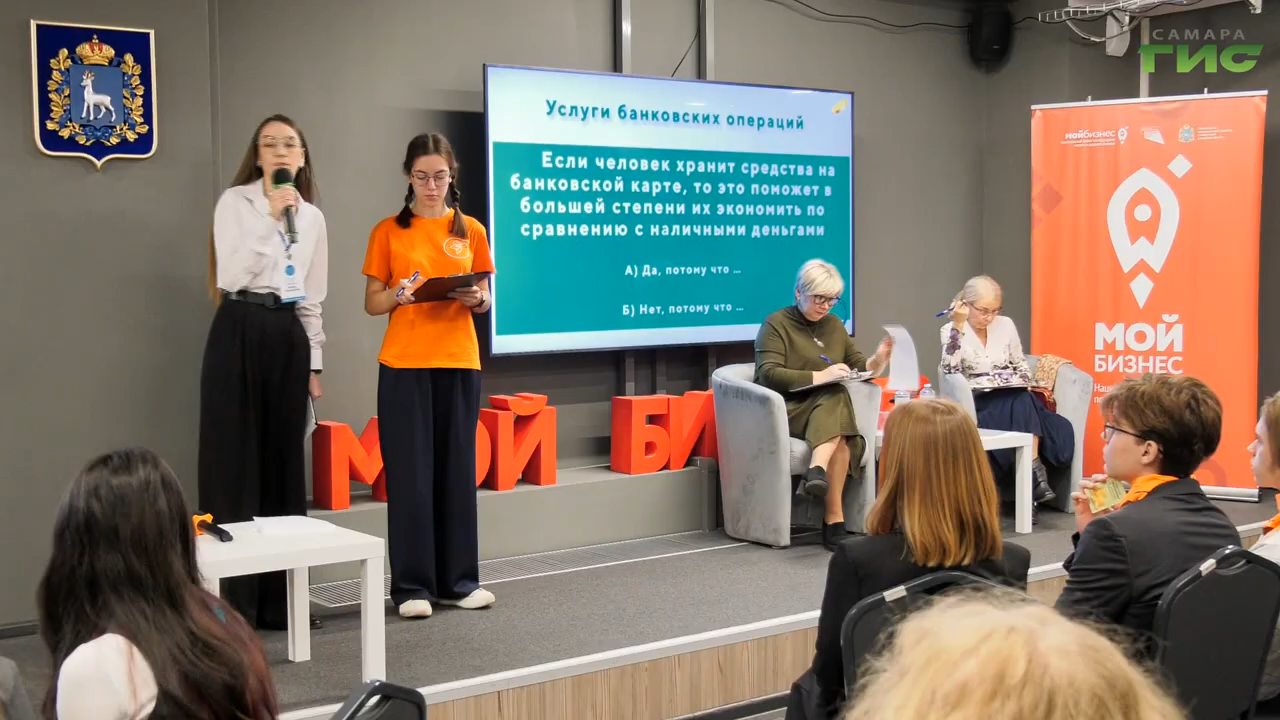 САМАРА
ГИС
Услуги банковских операций
Если человек хранит средства на
банковской карте, то это поможет в
большей степени их экономить по
сравнению с наличными деньгами
А) Да, потому что ...
Б) Нет, потому что ...
мойбизнес
МОЙ
БИЗНЕС
МОЙ БИ